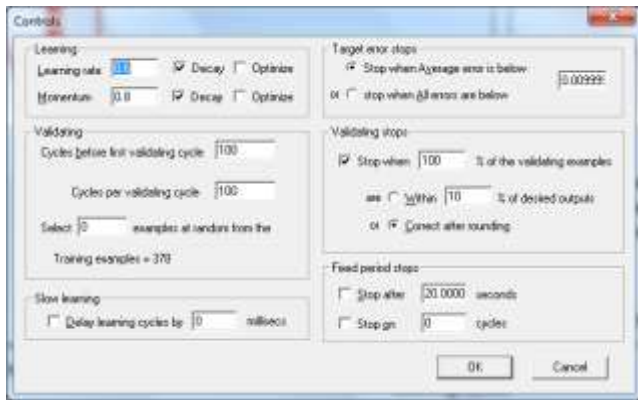 Controls
Learning
Learning rate 0.6 Decay Optimize
Momentum 0.8 Decay Optimize
Validating
Cycles before first validating cycle 100
Cycles per validating cycle 100
Select 0 examples at random from the
Training examples = 378
Slow learning
Delay learning cycles by 0 millisecs
Target error stops
Stop when Average error is below 0.00999
or stop when All errors are below
Validating stops
Stop when 100 % of the validating examples
are Within 10 % of desired outputs
or Correct after rounding
Fixed period stops
Stop after 20.0000 seconds
Stop on 0 cycles
OK Cancel